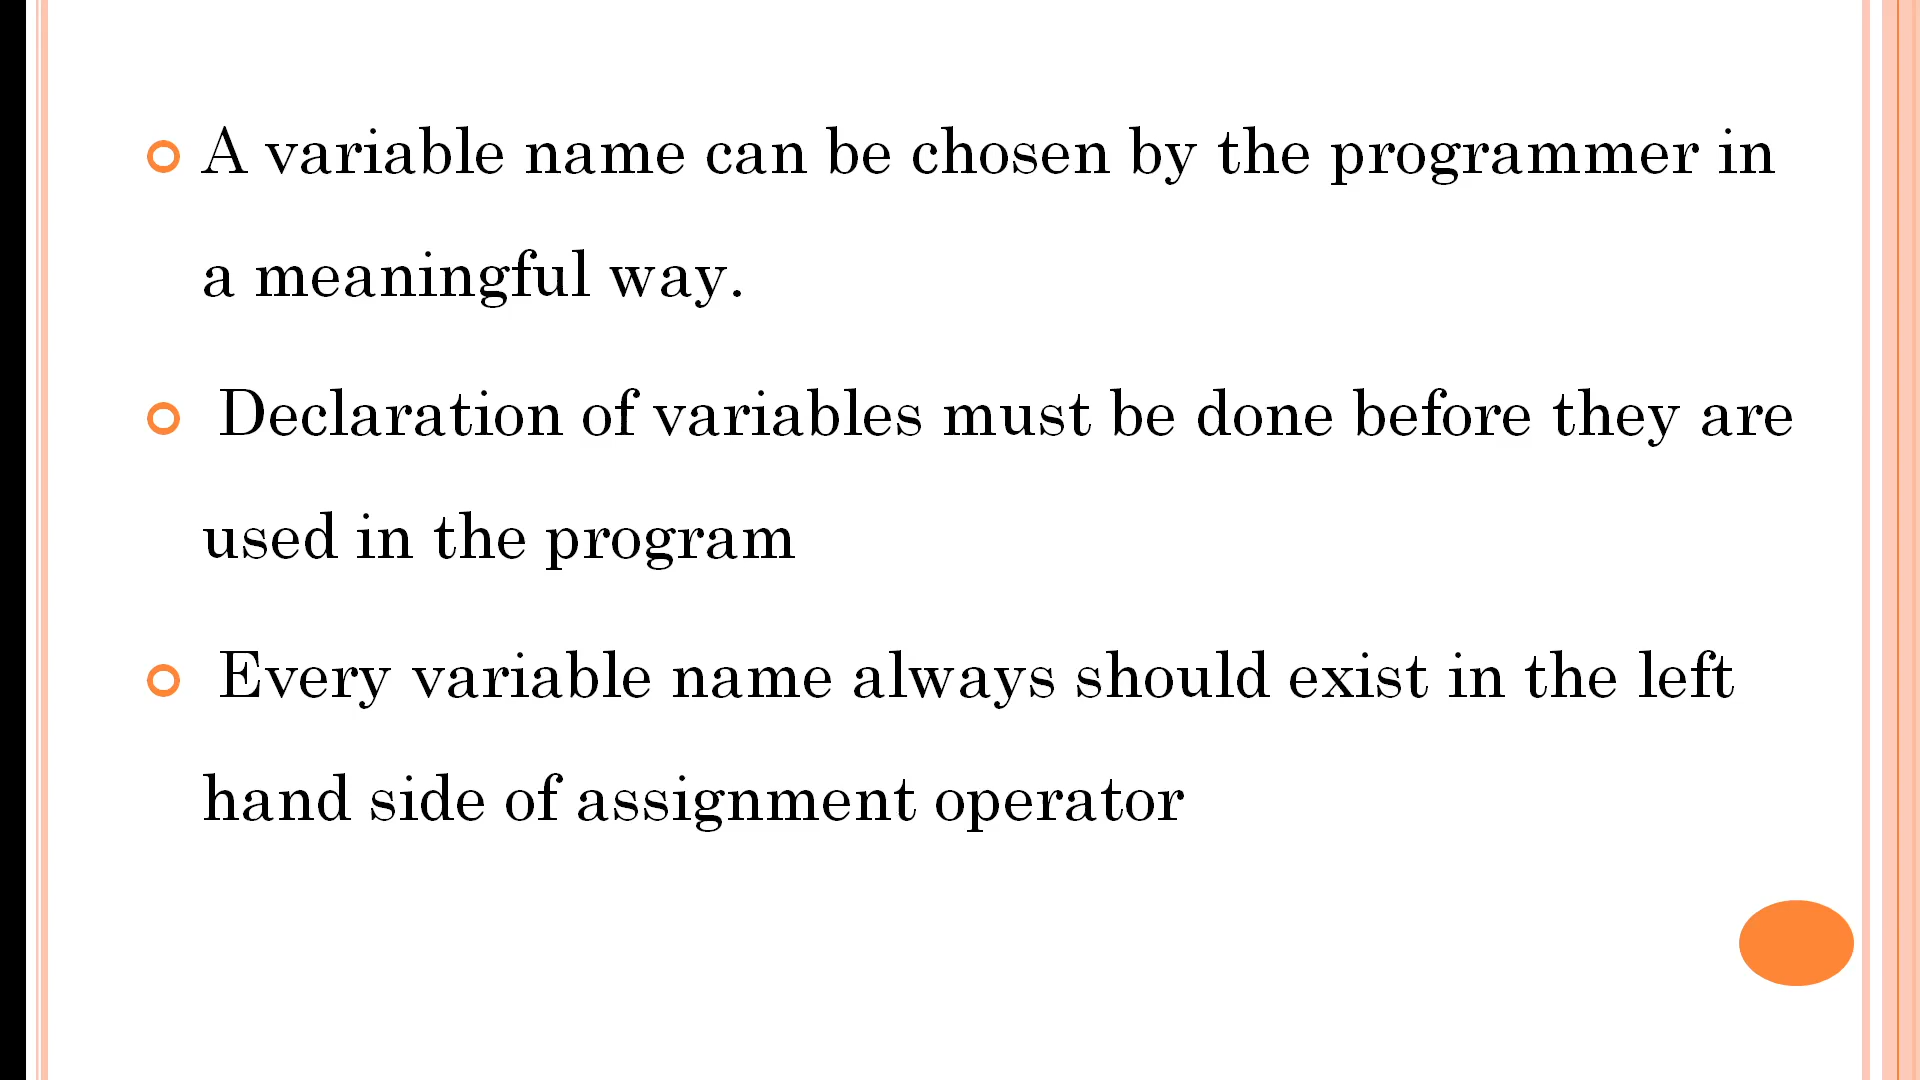 A variable name can be chosen by the programmer in
a meaningful way.
Declaration of variables must be done before they are
used in the program
Every variable name always should exist in the left
hand side of assignment operator